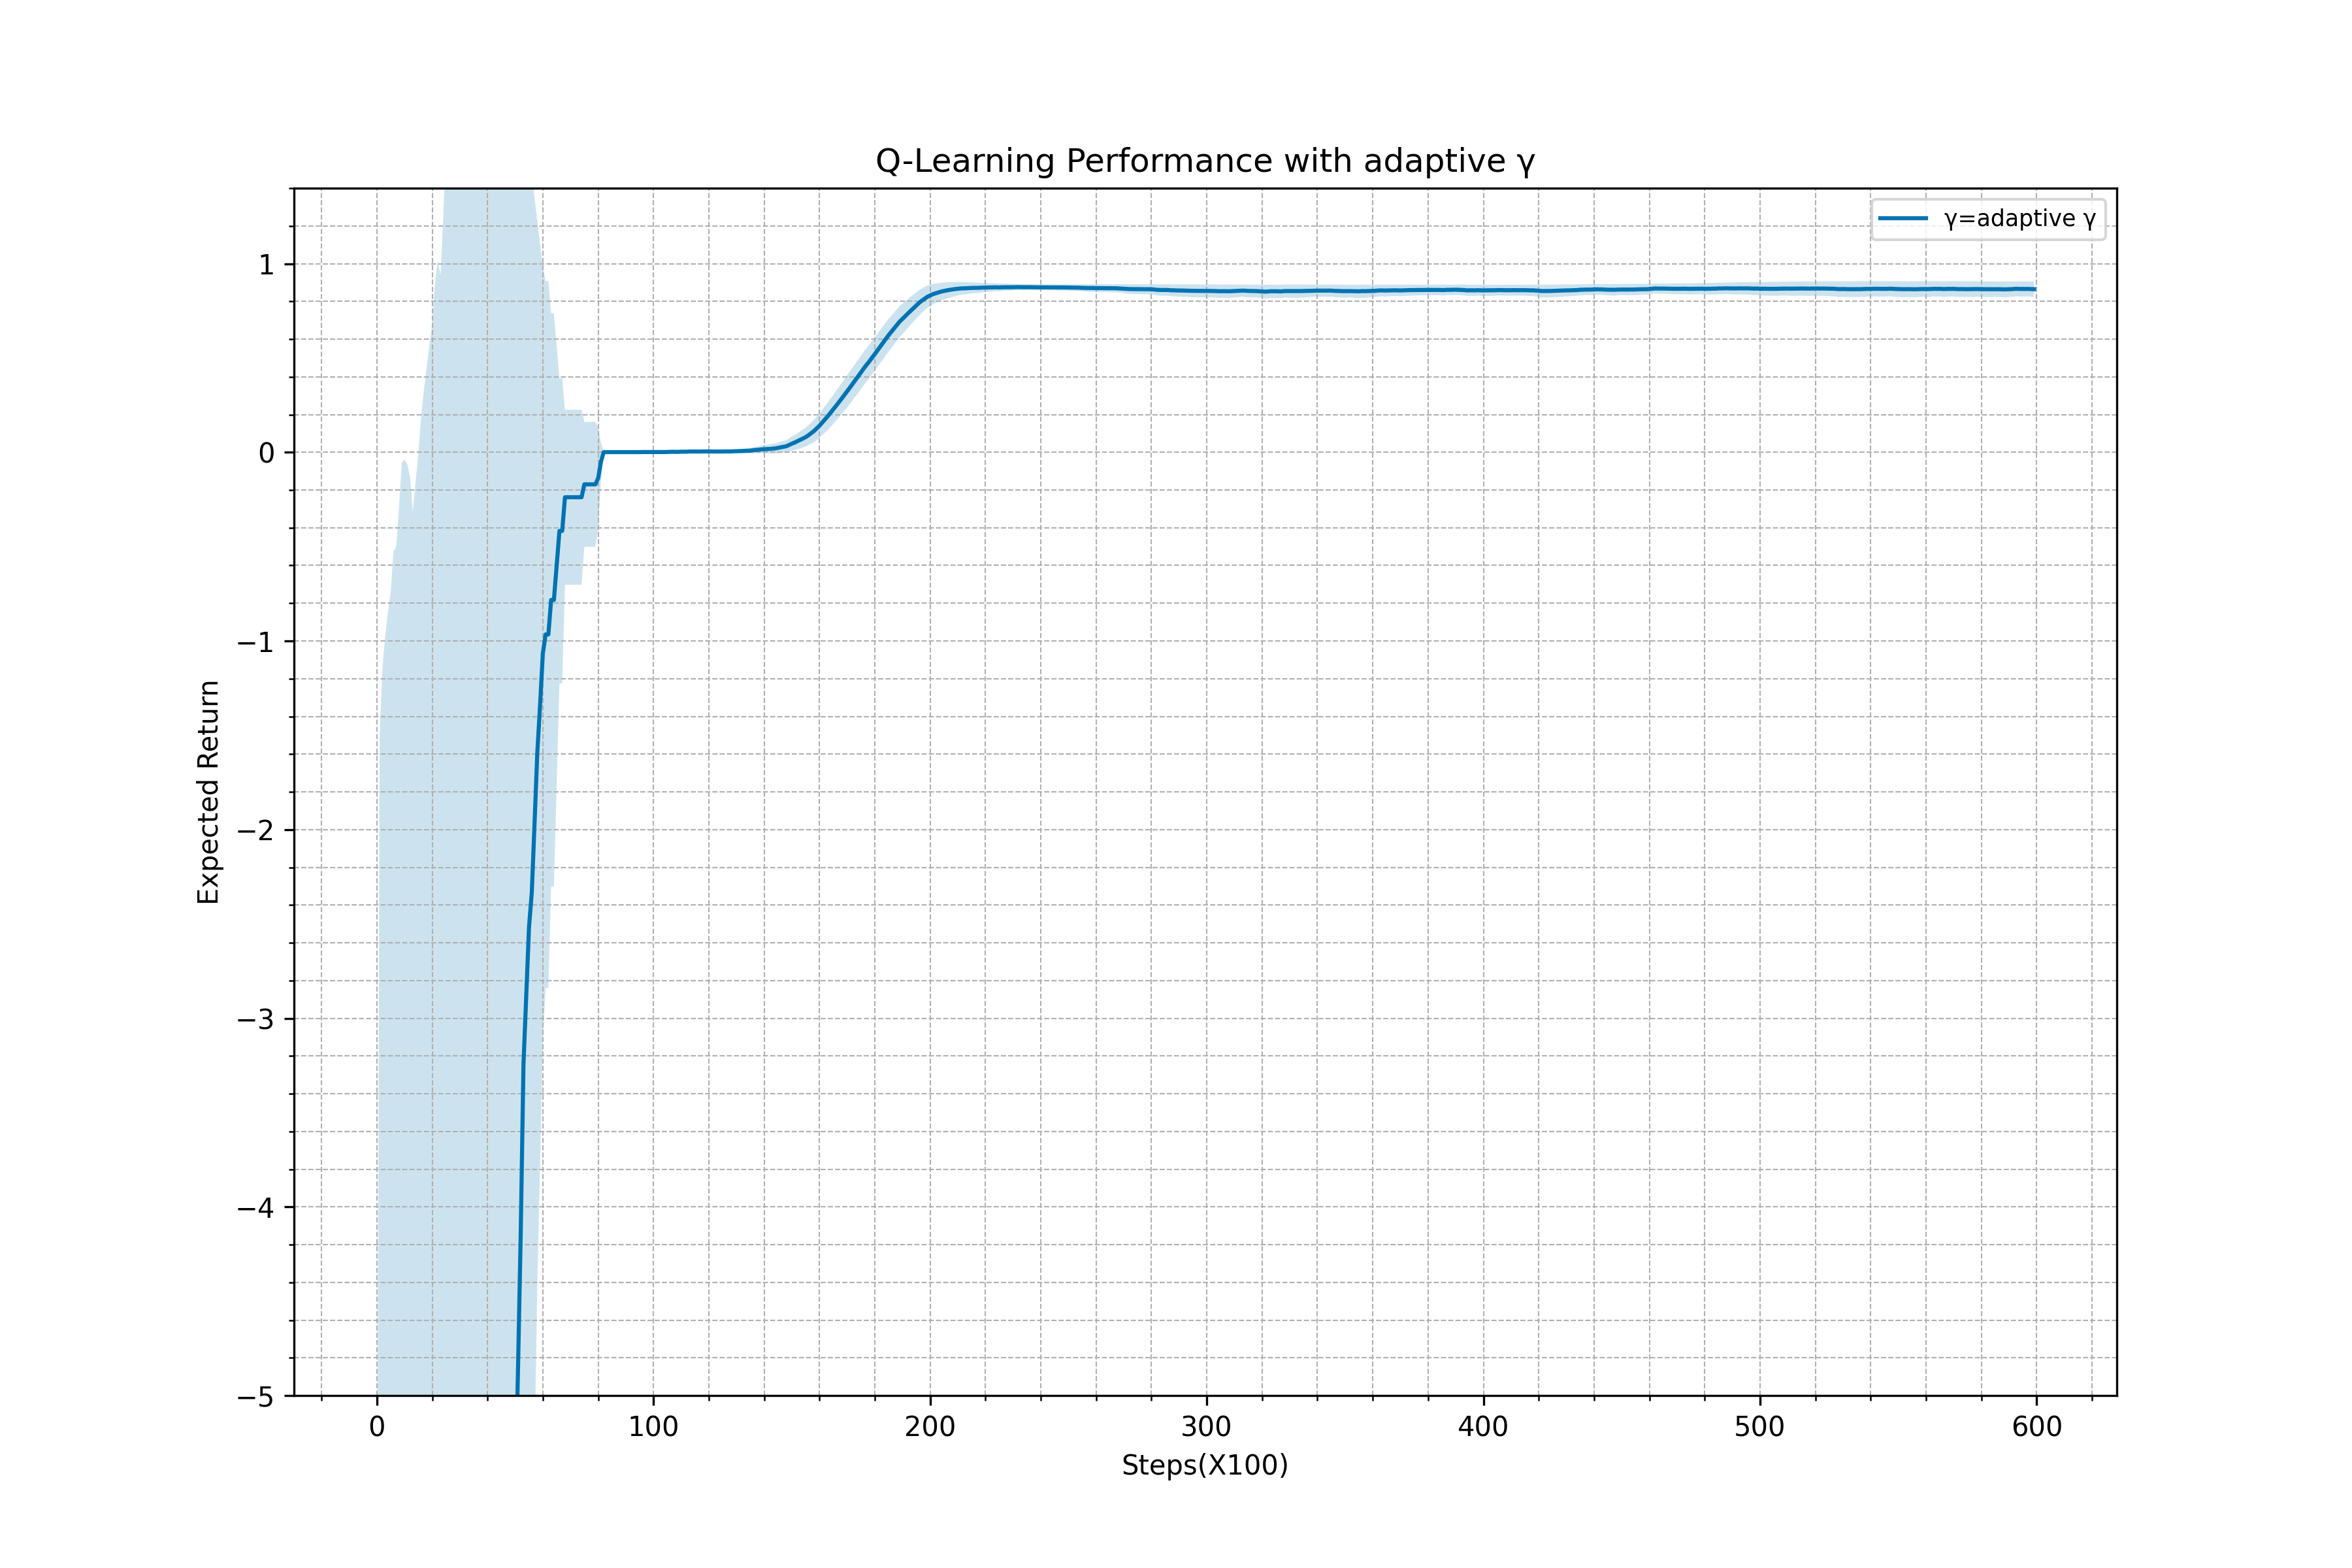 Q-Learning Performance with adaptive γ
γ=adaptive γ
1
0
−1
−2
−3
−4
−5
Expected Return
0 100 200 300 400 500 600
Steps(X100)